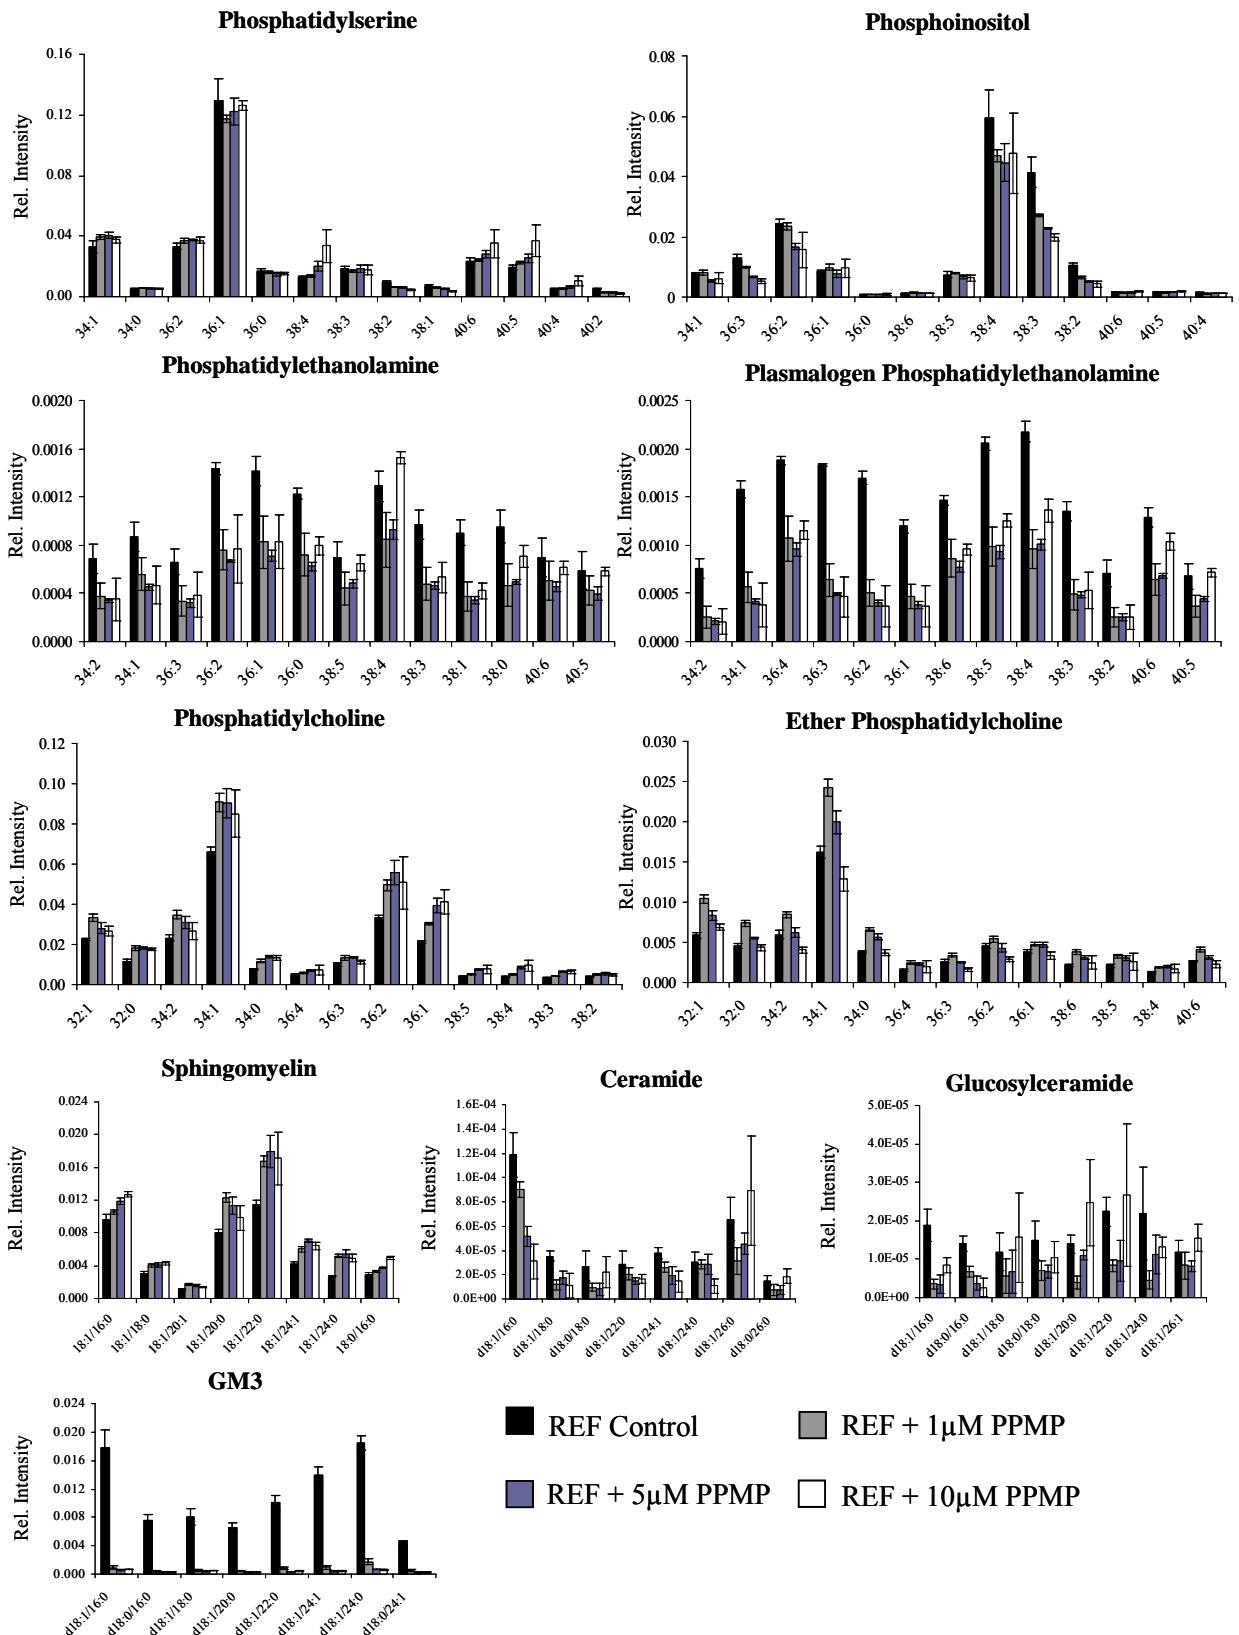 Phosphatidylserine
Rel. Intensity
0.16
0.12
0.08
0.04
0.00
34:1 34:0 36:2 36:1 36:0 38:4 38:3 38:2 38:1 40:6 40:5 40:4 40:2
Phosphoinositol
Rel. Intensity
0.08
0.06
0.04
0.02
0
34:1 36:3 36:2 36:1 36:0 38:6 38:5 38:4 38:3 38:2 40:6 40:5 40:4
Phosphatidylethanolamine
Rel. Intensity
0.0020
0.0016
0.0012
0.0008
0.0004
0.0000
34:2 34:1 36:3 36:2 36:1 36:0 38:5 38:4 38:3 38:1 38:0 40:6 40:5
Plasmalogen Phosphatidylethanolamine
Rel. Intensity
0.0025
0.0020
0.0015
0.0010
0.0005
0.0000
34:2 34:1 36:4 36:3 36:2 36:1 38:6 38:5 38:4 38:3 38:2 40:6 40:5
Phosphatidylcholine
Rel. Intensity
0.12
0.10
0.08
0.06
0.04
0.02
0.00
32:1 32:0 34:2 34:1 34:0 36:4 36:3 36:2 36:1 38:5 38:4 38:3 38:2
Ether Phosphatidylcholine
Rel. Intensity
0.030
0.025
0.020
0.015
0.010
0.005
0.000
32:1 32:0 34:2 34:1 34:0 36:4 36:3 36:2 36:1 38:6 38:5 38:4 40:6
Sphingomyelin
Rel. Intensity
0.024
0.020
0.016
0.012
0.008
0.004
0.000
18:1/16:0 18:1/18:0 18:1/20:1 18:1/20:0 18:1/22:0 18:1/24:1 18:1/24:0 18:0/16:0
Ceramide
Rel. Intensity
1.6E-04
1.4E-04
1.2E-04
1.0E-04
8.0E-05
6.0E-05
4.0E-05
2.0E-05
0.0E+00
d18:1/16:0 d18:1/18:0 d18:0/18:0 d18:1/22:0 d18:1/24:1 d18:1/24:0 d18:1/26:0 d18:0/26:0
Glucosylceramide
Rel. Intensity
5.0E-05
4.0E-05
3.0E-05
2.0E-05
1.0E-05
0.0E+00
d18:1/16:0 d18:0/16:0 d18:1/18:0 d18:0/18:0 d18:1/20:0 d18:1/22:0 d18:1/24:0 d18:1/26:1
GM3
Rel. Intensity
0.024
0.020
0.016
0.012
0.008
0.004
0.000
d18:1/16:0 d18:0/16:0 d18:1/18:0 d18:1/20:0 d18:1/22:0 d18:1/24:1 d18:1/24:0 d18:0/24:1
REF Control
REF + 1µM PPMP
REF + 5µM PPMP
REF + 10µM PPMP